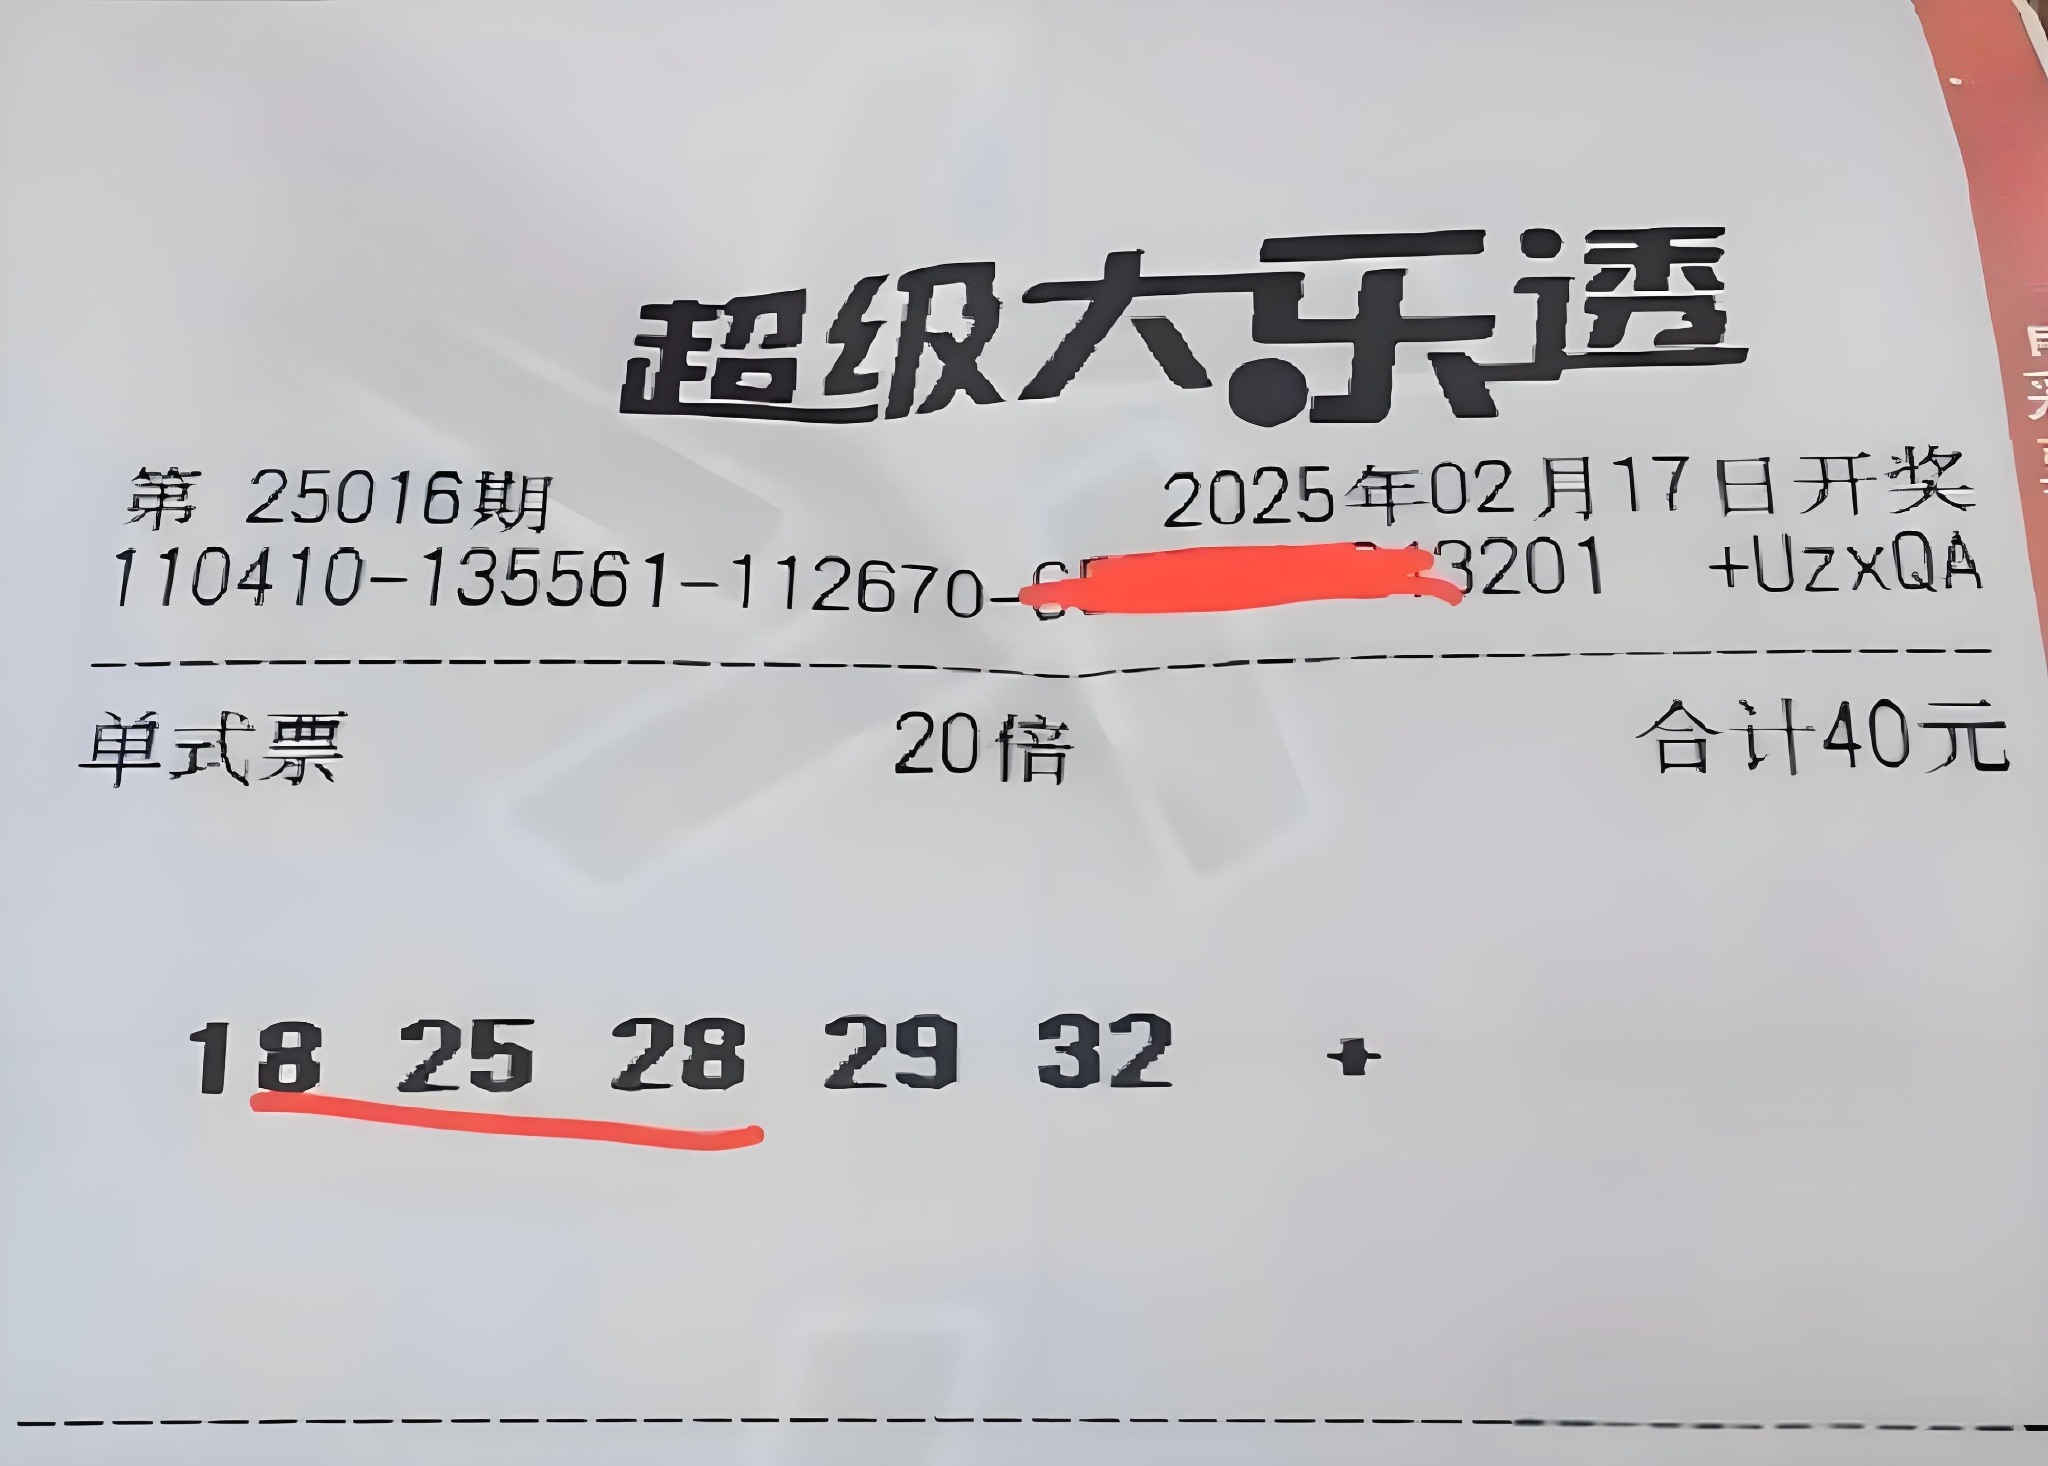 超级大乐透
第 25016期 2025年02月17日开奖
110410-135561-112670- 3201 +UzxQA
单式票 20倍 合计40元
18 25 28 29 32 +